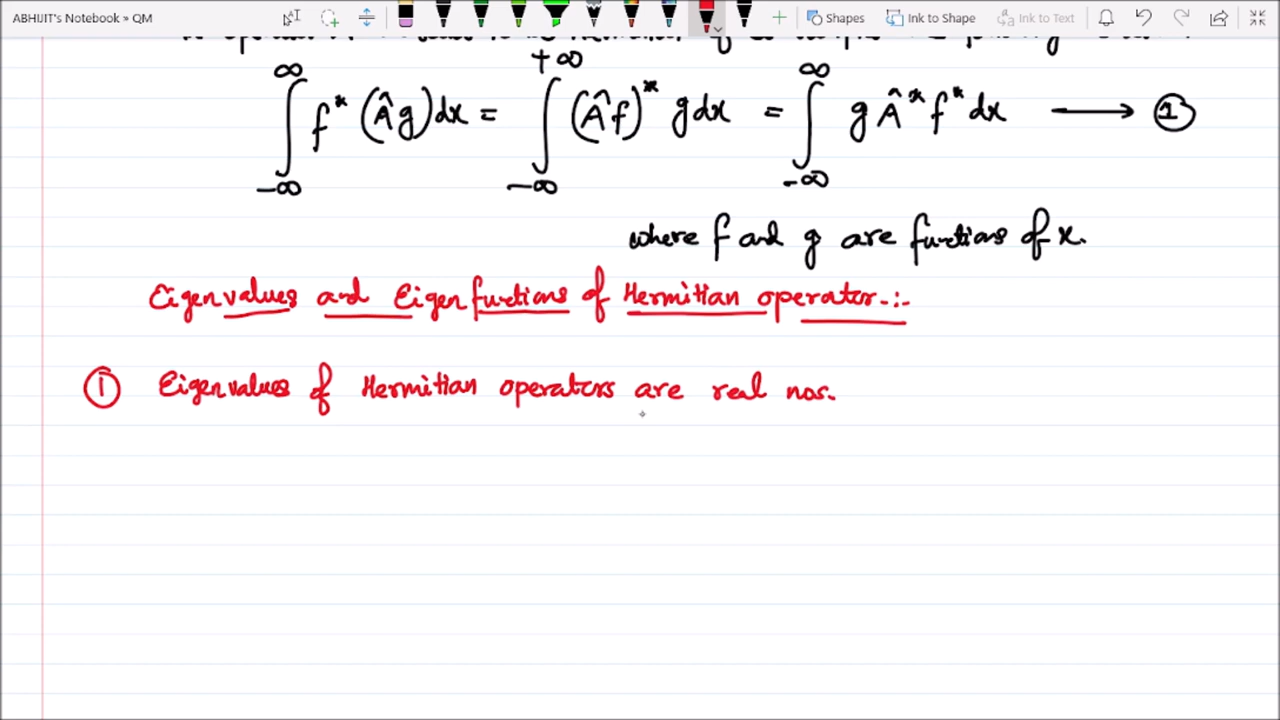 ABHIJIT's Notebook » QM
Shapes Ink to Shape Ink to Text
∞ +∞ ∞
∫ f* (Âg)dx = ∫ (Âf)* g dx = ∫ g Â* f* dx ⟶ ①
-∞ -∞ -∞
where f and g are functions of x.
Eigenvalues and Eigenfunctions of Hermitian operator.:-
① Eigenvalues of Hermitian operators are real nos.